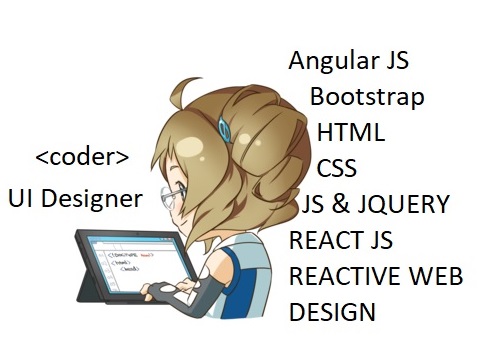 <coder>
UI Designer
Angular JS
Bootstrap
HTML
CSS
JS & JQUERY
REACT JS
REACTIVE WEB
DESIGN